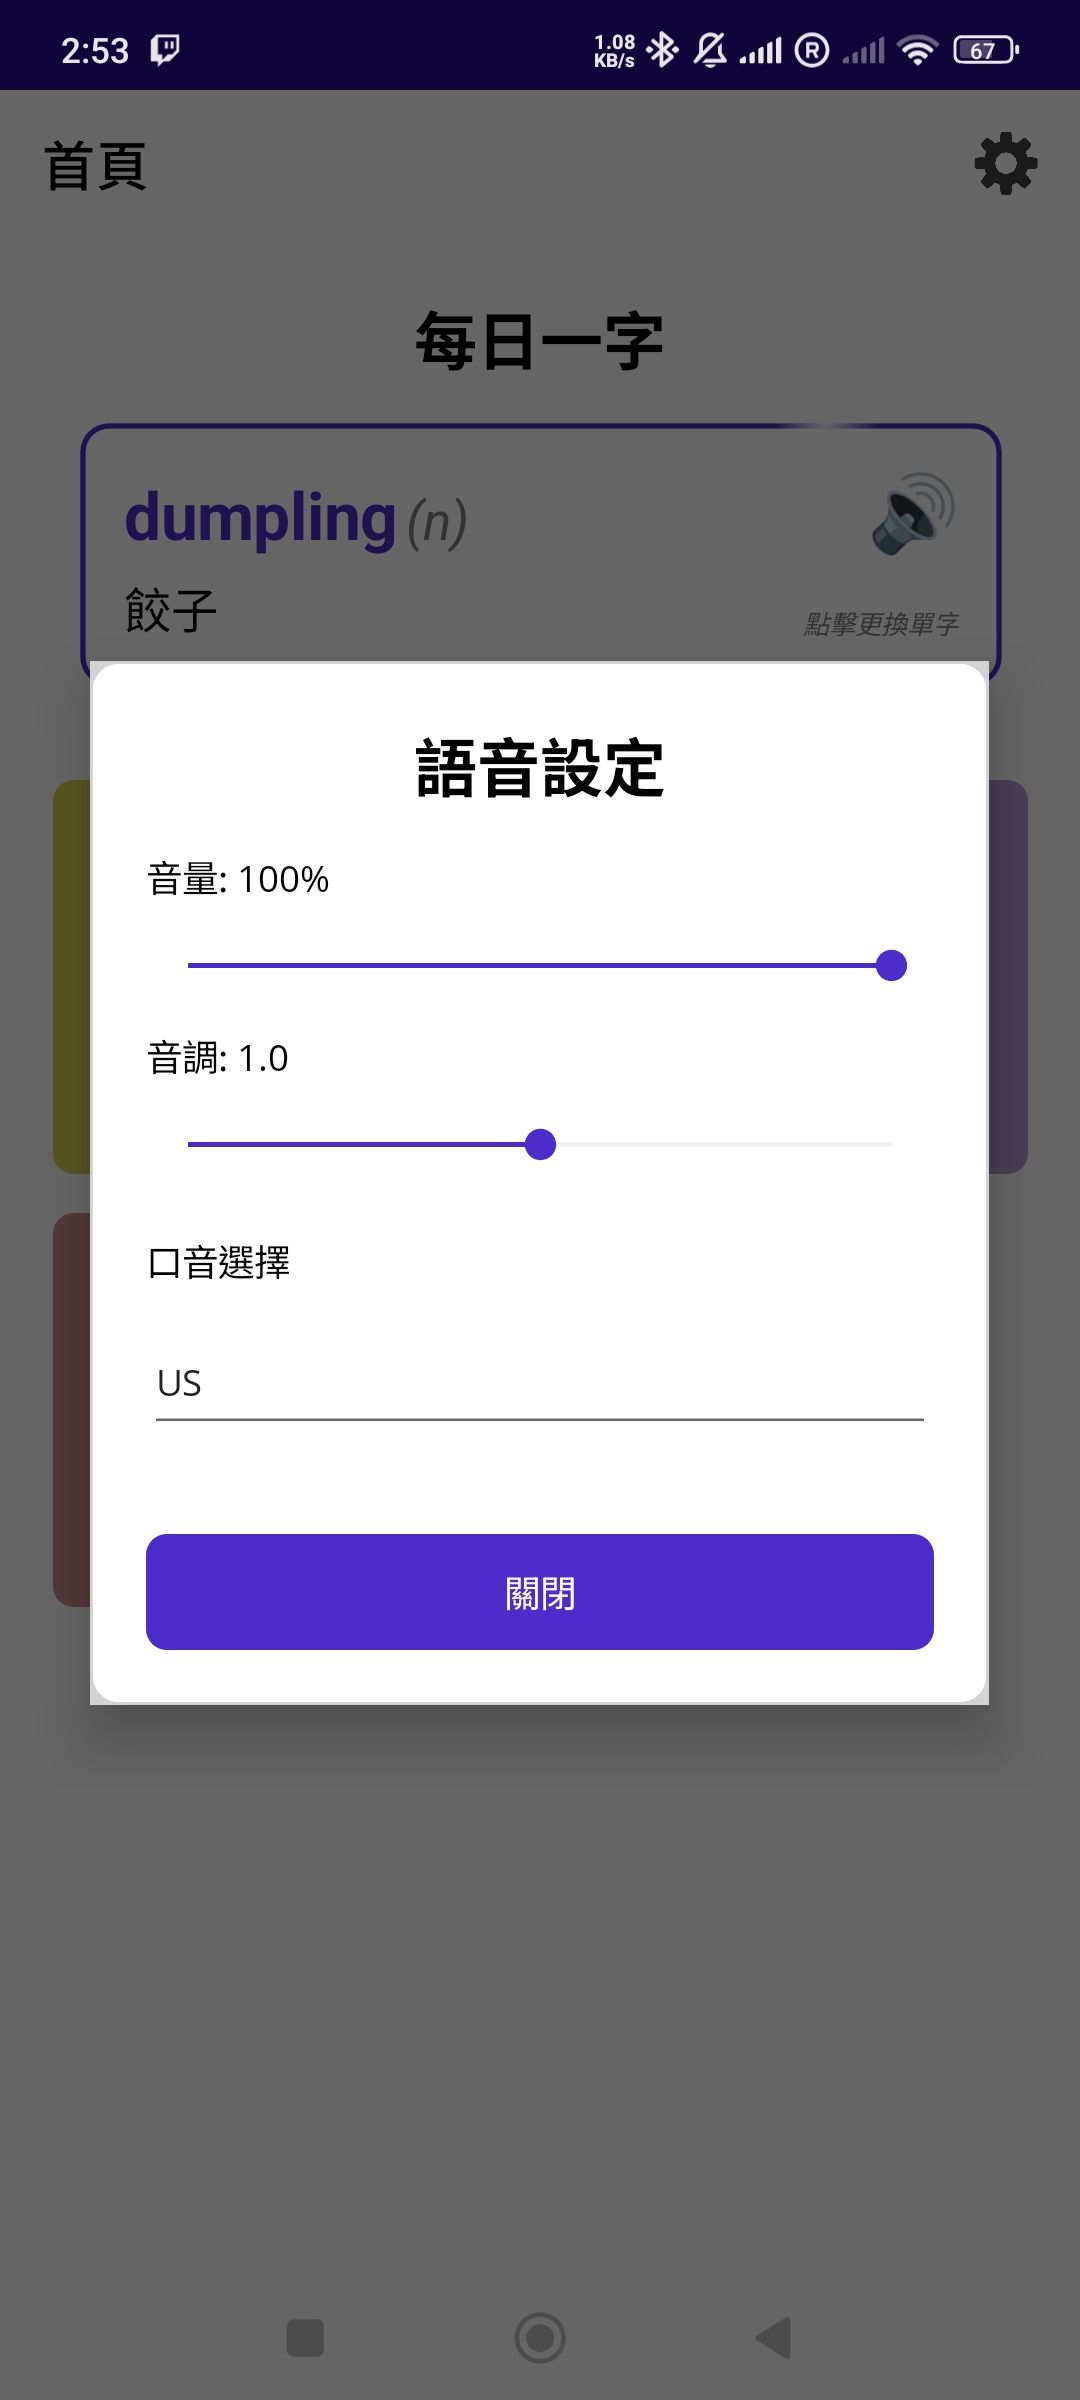 2:53
1.08
KB/s
R
67
首頁
每日一字
dumpling (n)
餃子
點擊更換單字
語音設定
音量: 100%
音調: 1.0
口音選擇
US
關閉